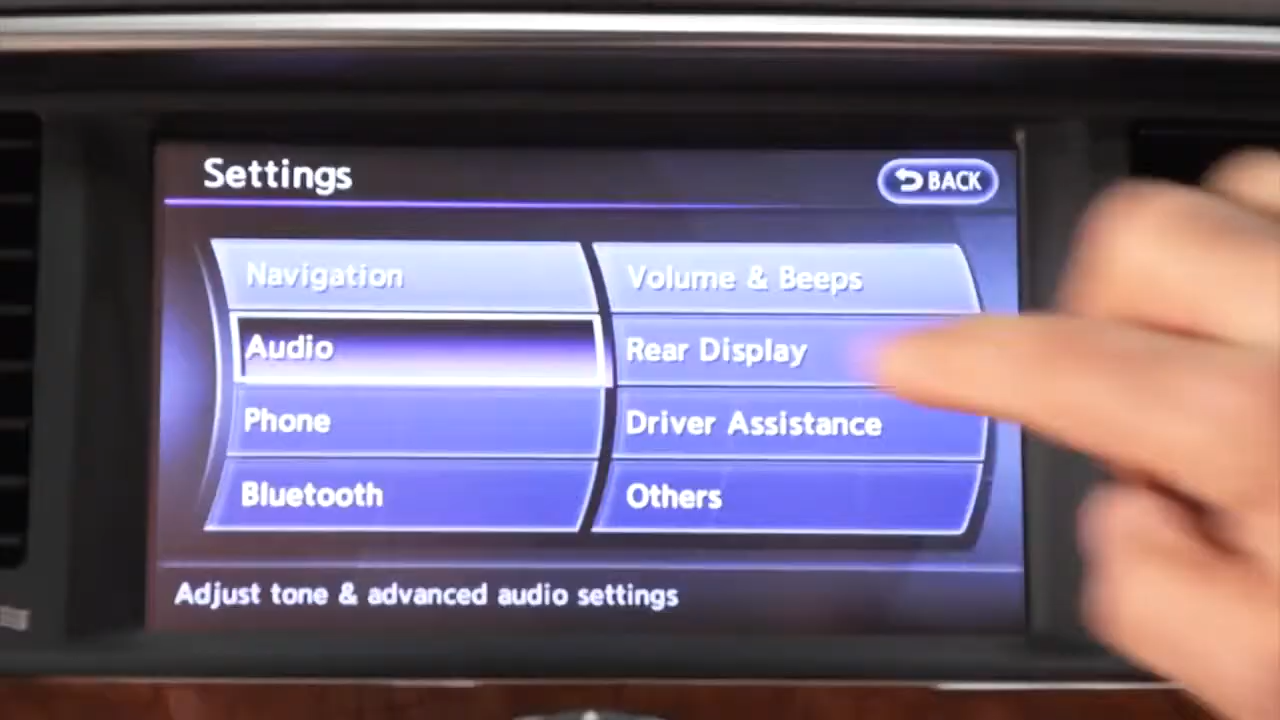 Settings
BACK
Navigation
Volume & Beeps
Audio
Rear Display
Phone
Driver Assistance
Bluetooth
Others
Adjust tone & advanced audio settings